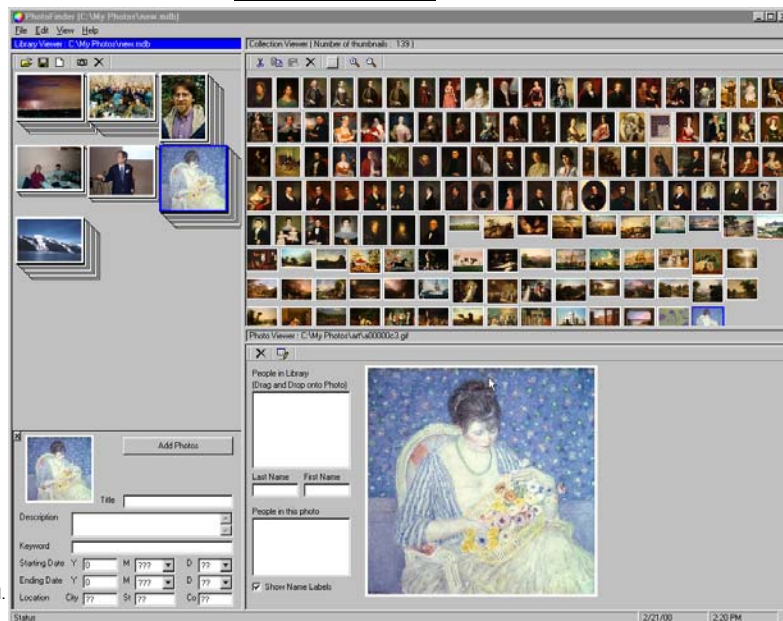 PhotoFinder [C:\My Photos\new.mdb]
File Edit View Help
Library Viewer : C:\My Photos\new.mdb
Collection Viewer ( Number of thumbnails : 139 )
Photo Viewer : C:\My Photos\art\a00000c3.gif
People in Library
(Drag and Drop onto Photo)
Last Name First Name
People in this photo
Show Name Labels
Add Photos
Title
Description
Keyword
Starting Date Y 0 M ??? D ??
Ending Date Y 0 M ??? D ??
Location City ?? St ?? Co ??
Status
2/21/00 2:20 PM